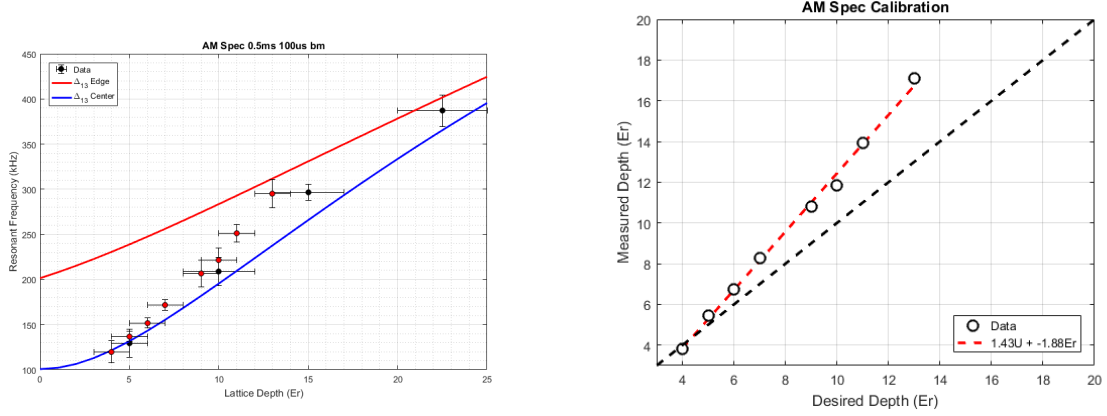 AM Spec 0.5ms 100us bm
450
400
350
300
250
200
150
100
Resonant Frequency (kHz)
Data
Δ13 Edge
Δ13 Center
0 5 10 15 20 25
Lattice Depth (Er)
AM Spec Calibration
20
18
16
14
12
10
8
6
4
Measured Depth (Er)
Data
1.43U + -1.88Er
4 6 8 10 12 14 16 18 20
Desired Depth (Er)